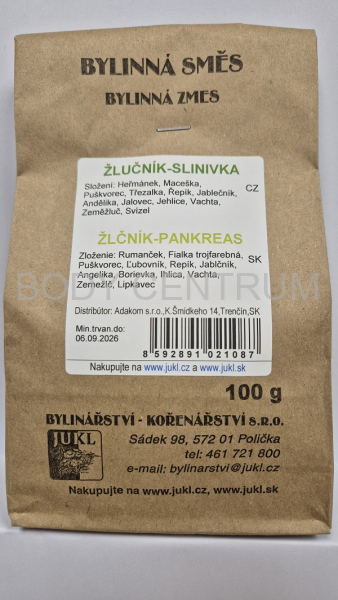 BYLINNÁ SMĚS
BYLINNÁ ZMES
ŽLUČNÍK-SLINIVKA
Složení: Heřmánek, Maceška,
Puškvorec, Třezalka, Řepík, Jablečník,
Andělika, Jalovec, Jehlice, Vachta,
Zeměžluč, Svízel
CZ
ŽLČNÍK-PANKREAS
Zloženie: Rumanček, Fialka trojfarebná,
Puškvorec, Ľubovník, Repík, Jablčník,
Angelika, Borievka, Ihlica, Vachta,
Zemežlč, Lipkavec
SK
BODY CENTRUM
Distribútor: Adakom s.r.o.,K.Šmidkeho 14,Trenčín,SK
Min.trv.do:
06.09.2026
8 592891 021087
Nakupujte na www.jukl.cz a www.jukl.sk
100 g
BYLINÁŘSTVÍ - KOŘENÁŘSTVÍ S.R.O.
JUKL
Sádek 98, 572 01 Polička
tel: 461 721 800
e-mail: bylinarstvi@jukl.cz
Nakupujte na www.jukl.cz, www.jukl.sk